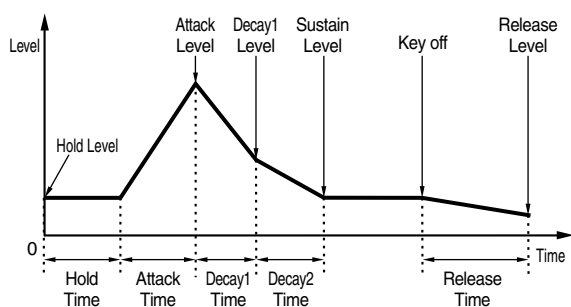 Attack
Level
Decay1
Level
Sustain
Level
Key off
Release
Level
Level
Hold Level
0
Time
Hold
Time
Attack
Time
Decay1
Time
Decay2
Time
Release
Time